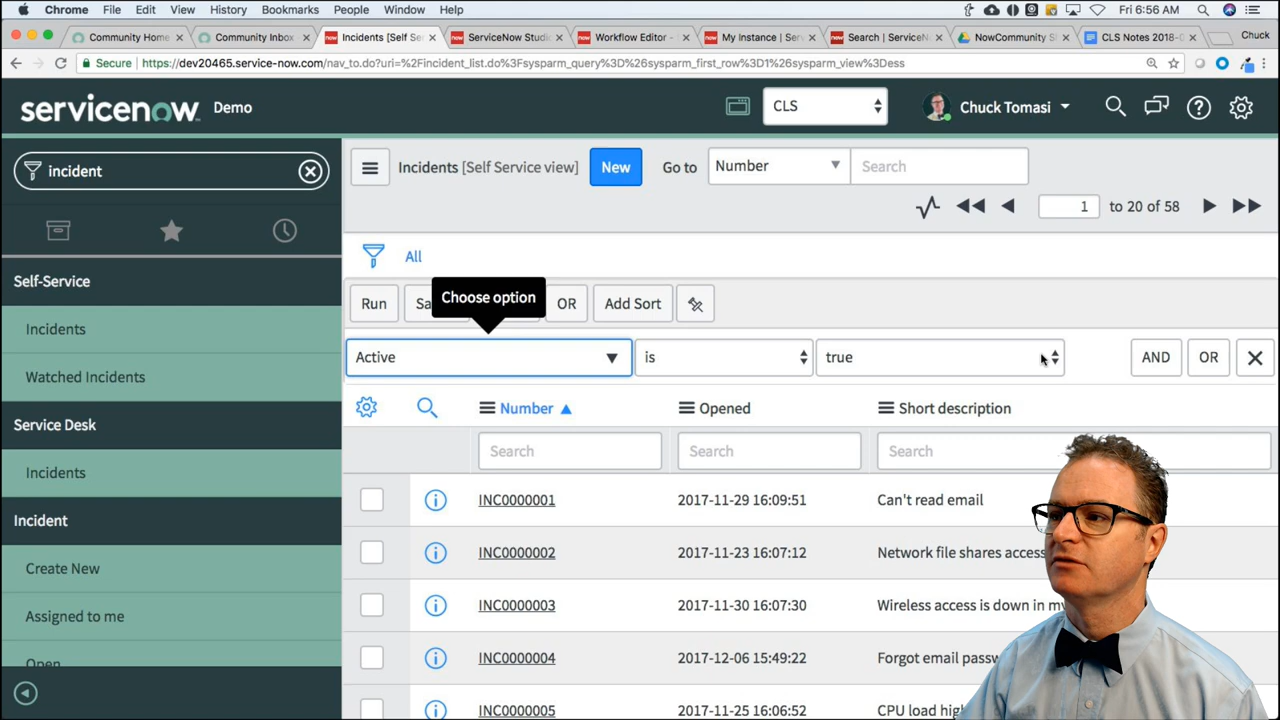 Chrome File Edit View History Bookmarks People Window Help Fri 6:56 AM
Community Home Community Inbox Incidents [Self Ser ServiceNow Studi Workflow Editor - My Instance | Serv Search | ServiceN NowCommunity S CLS Notes 2018- Chuck
Secure https://dev20465.service-now.com/nav_to.do?uri=%2Fincident_list.do%3Fsysparm_query%3D%26sysparm_first_row%3D1%26sysparm_view%3Dess
servicenow Demo CLS Chuck Tomasi
incident
Incidents [Self Service view] New Go to Number Search
1 to 20 of 58
Self-Service
Incidents
Watched Incidents
Service Desk
Incidents
Incident
Create New
Assigned to me
Open
All
Run Sa Choose option OR Add Sort
Active is true AND OR
Number Opened Short description
Search Search Search
INC0000001 2017-11-29 16:09:51 Can't read email
INC0000002 2017-11-23 16:07:12 Network file shares access
INC0000003 2017-11-30 16:07:30 Wireless access is down in my
INC0000004 2017-12-06 15:49:22 Forgot email passw
INC0000005 2017-11-25 16:06:52 CPU load high